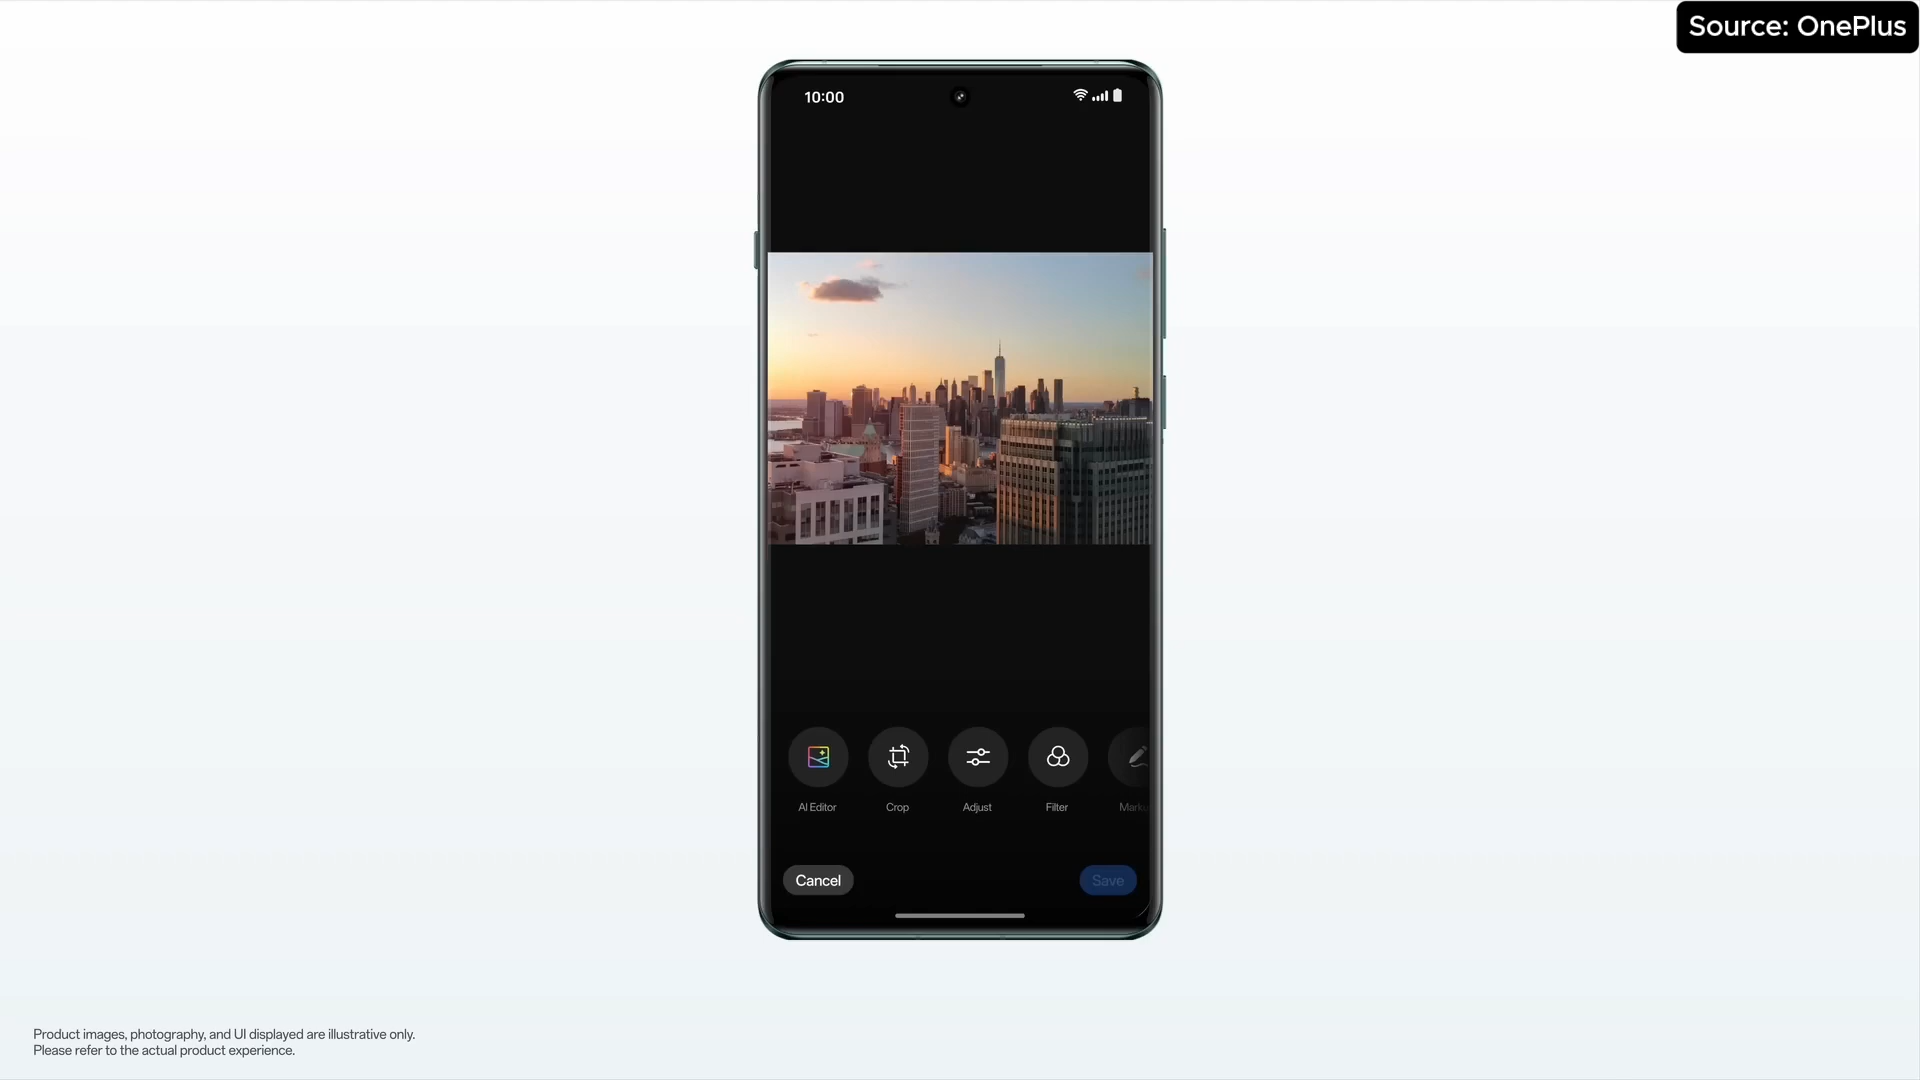 Source: OnePlus
10:00
AI Editor
Crop
Adjust
Filter
Cancel
Save
Product images, photography, and UI displayed are illustrative only.
Please refer to the actual product experience.